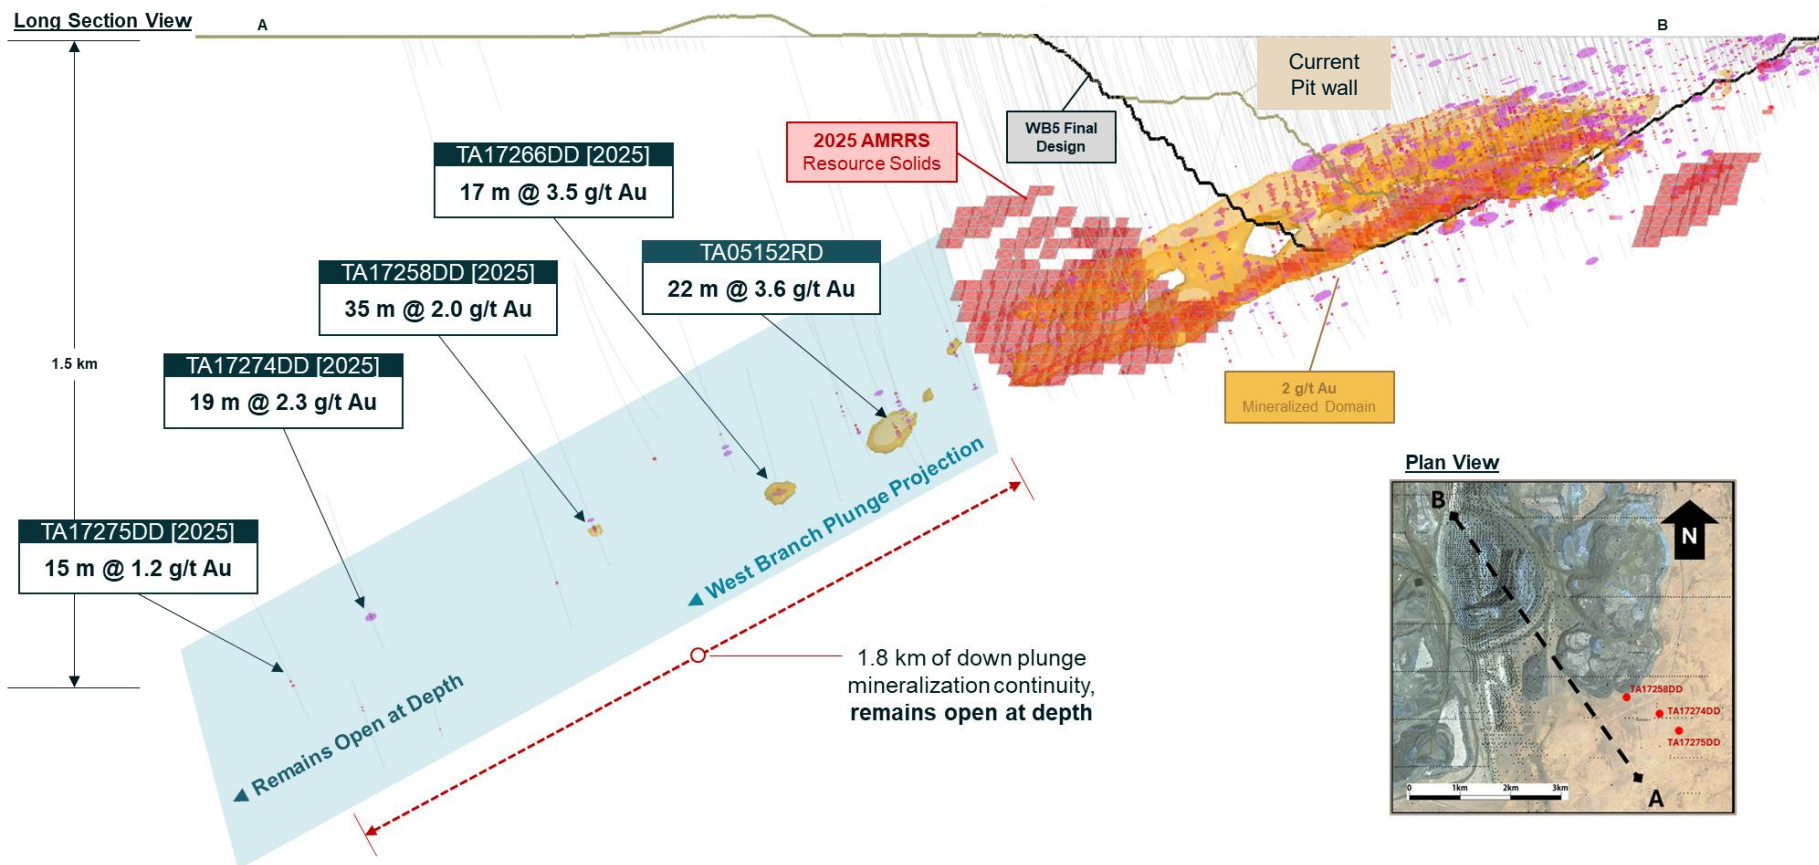 Long Section View
A
B
Current
Pit wall
WB5 Final
Design
2025 AMRRS
Resource Solids
TA17266DD [2025]
17 m @ 3.5 g/t Au
TA05152RD
22 m @ 3.6 g/t Au
TA17258DD [2025]
35 m @ 2.0 g/t Au
1.5 km
TA17274DD [2025]
19 m @ 2.3 g/t Au
2 g/t Au
Mineralized Domain
TA17275DD [2025]
15 m @ 1.2 g/t Au
West Branch Plunge Projection
Remains Open at Depth
1.8 km of down plunge
mineralization continuity,
remains open at depth
Plan View
B
N
TA17258DD
TA17274DD
TA17275DD
0 1km 2km 3km
A